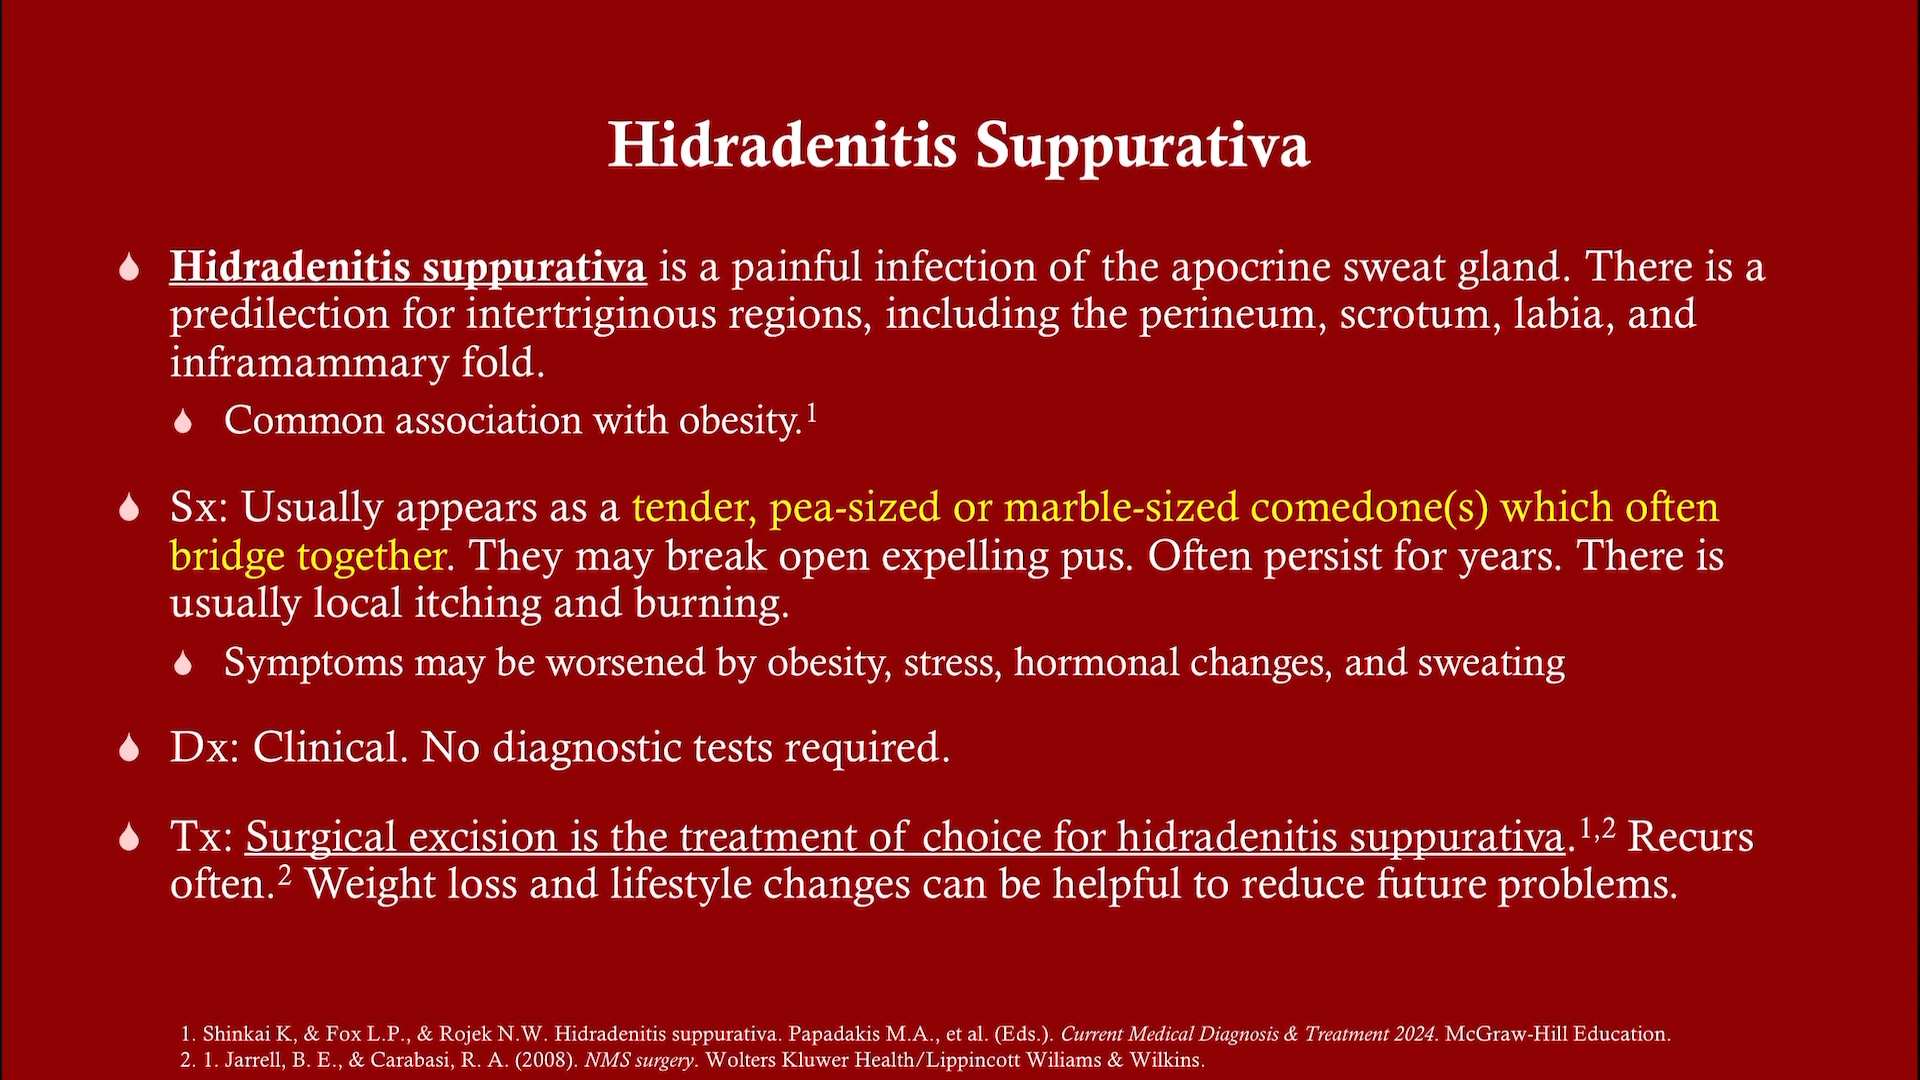 Hidradenitis Suppurativa
Hidradenitis suppurativa is a painful infection of the apocrine sweat gland. There is a
predilection for intertriginous regions, including the perineum, scrotum, labia, and
inframammary fold.
Common association with obesity.¹
Sx: Usually appears as a tender, pea-sized or marble-sized comedone(s) which often
bridge together. They may break open expelling pus. Often persist for years. There is
usually local itching and burning.
Symptoms may be worsened by obesity, stress, hormonal changes, and sweating
Dx: Clinical. No diagnostic tests required.
Tx: Surgical excision is the treatment of choice for hidradenitis suppurativa.¹,² Recurs
often.² Weight loss and lifestyle changes can be helpful to reduce future problems.
1. Shinkai K, & Fox L.P., & Rojek N.W. Hidradenitis suppurativa. Papadakis M.A., et al. (Eds.). Current Medical Diagnosis & Treatment 2024. McGraw-Hill Education.
2. 1. Jarrell, B. E., & Carabasi, R. A. (2008). NMS surgery. Wolters Kluwer Health/Lippincott Wiliams & Wilkins.